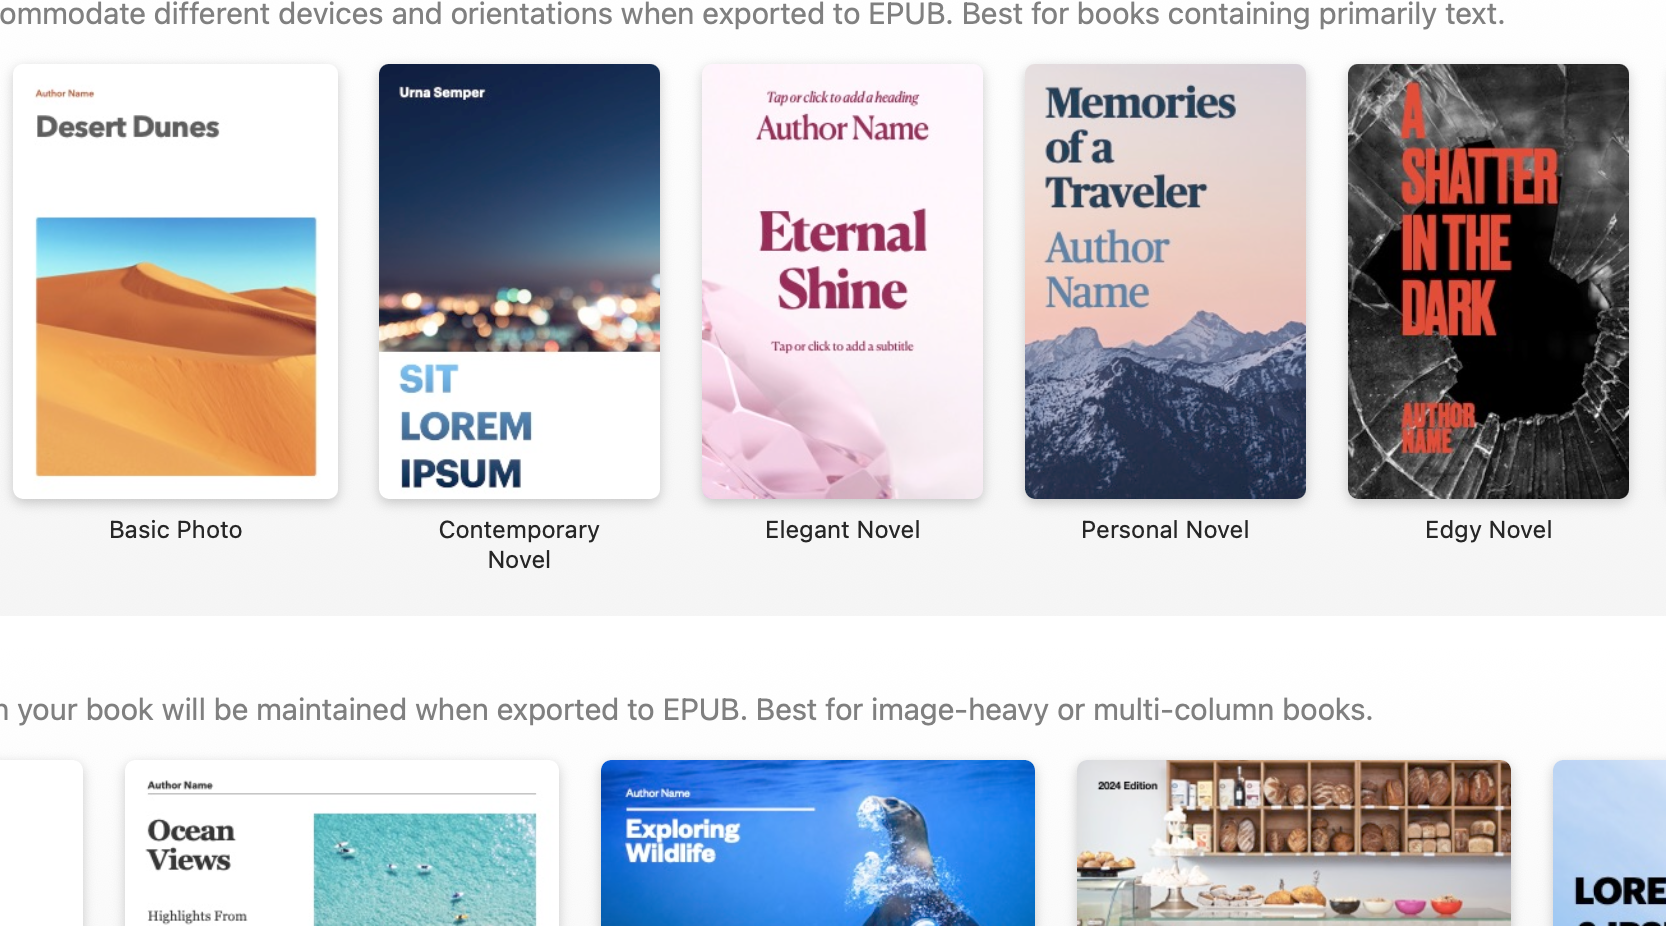 ommodate different devices and orientations when exported to EPUB. Best for books containing primarily text.
Author Name
Desert Dunes
Basic Photo
Urna Semper
SIT
LOREM
IPSUM
Contemporary
Novel
Tap or click to add a heading
Author Name
Eternal
Shine
Tap or click to add a subtitle
Elegant Novel
Memories
of a
Traveler
Author
Name
Personal Novel
A
SHATTER
IN THE
DARK
AUTHOR
NAME
Edgy Novel
your book will be maintained when exported to EPUB. Best for image-heavy or multi-column books.
Author Name
Ocean
Views
Highlights From
Author Name
Exploring
Wildlife
2024 Edition
LORE